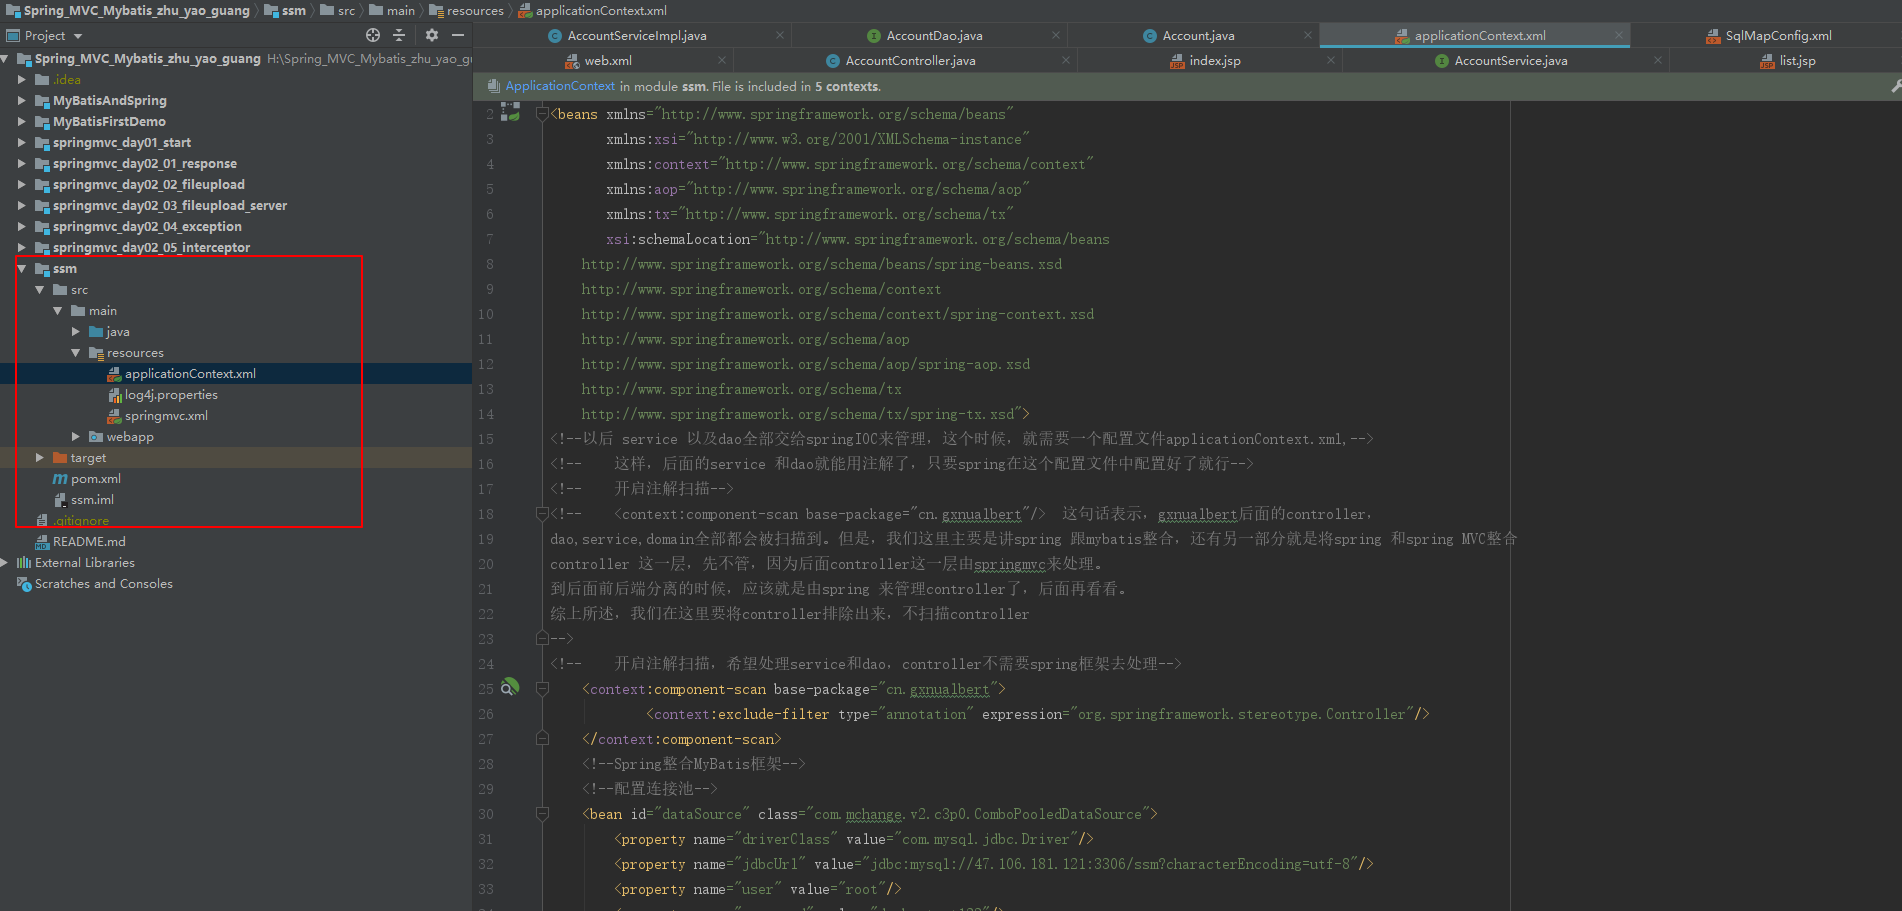 Spring_MVC_Mybatis_zhu_yao_guang ssm src main resources applicationContext.xml
Project
AccountServiceImpl.java AccountDao.java Account.java applicationContext.xml SqlMapConfig.xml
web.xml AccountController.java index.jsp AccountService.java list.jsp
ApplicationContext in module ssm. File is included in 5 contexts.
Spring_MVC_Mybatis_zhu_yao_guang H:\Spring_MVC_Mybatis_zhu_yao_gu
.idea
MyBatisAndSpring
MyBatisFirstDemo
springmvc_day01_start
springmvc_day02_01_response
springmvc_day02_02_fileupload
springmvc_day02_03_fileupload_server
springmvc_day02_04_exception
springmvc_day02_05_interceptor
ssm
src
main
java
resources
applicationContext.xml
log4j.properties
springmvc.xml
webapp
target
pom.xml
ssm.iml
.gitignore
README.md
External Libraries
Scratches and Consoles
2 <beans xmlns="http://www.springframework.org/schema/beans"
3 xmlns:xsi="http://www.w3.org/2001/XMLSchema-instance"
4 xmlns:context="http://www.springframework.org/schema/context"
5 xmlns:aop="http://www.springframework.org/schema/aop"
6 xmlns:tx="http://www.springframework.org/schema/tx"
7 xsi:schemaLocation="http://www.springframework.org/schema/beans
8 http://www.springframework.org/schema/beans/spring-beans.xsd
9 http://www.springframework.org/schema/context
10 http://www.springframework.org/schema/context/spring-context.xsd
11 http://www.springframework.org/schema/aop
12 http://www.springframework.org/schema/aop/spring-aop.xsd
13 http://www.springframework.org/schema/tx
14 http://www.springframework.org/schema/tx/spring-tx.xsd">
15 <!--以后 service 以及dao全部交给springIOC来管理，这个时候，就需要一个配置文件applicationContext.xml,-->
16 <!-- 这样，后面的service 和dao就能用注解了，只要spring在这个配置文件中配置好了就行-->
17 <!-- 开启注解扫描-->
18 <!-- <context:component-scan base-package="cn.gxnualbert"/> 这句话表示，gxnualbert后面的controller，
19 dao,service,domain全部都会被扫描到。但是，我们这里主要是讲spring 跟mybatis整合，还有另一部分就是将spring 和spring MVC整合
20 controller 这一层，先不管，因为后面controller这一层由springmvc来处理。
21 到后面前后端分离的时候，应该就是由spring 来管理controller了，后面再看看。
22 综上所述，我们在这里要将controller排除出来，不扫描controller
23 -->
24 <!-- 开启注解扫描，希望处理service和dao，controller不需要spring框架去处理-->
25 <context:component-scan base-package="cn.gxnualbert">
26 <context:exclude-filter type="annotation" expression="org.springframework.stereotype.Controller"/>
27 </context:component-scan>
28 <!--Spring整合MyBatis框架-->
29 <!--配置连接池-->
30 <bean id="dataSource" class="com.mchange.v2.c3p0.ComboPooledDataSource">
31 <property name="driverClass" value="com.mysql.jdbc.Driver"/>
32 <property name="jdbcUrl" value="jdbc:mysql://47.106.181.121:3306/ssm?characterEncoding=utf-8"/>
33 <property name="user" value="root"/>